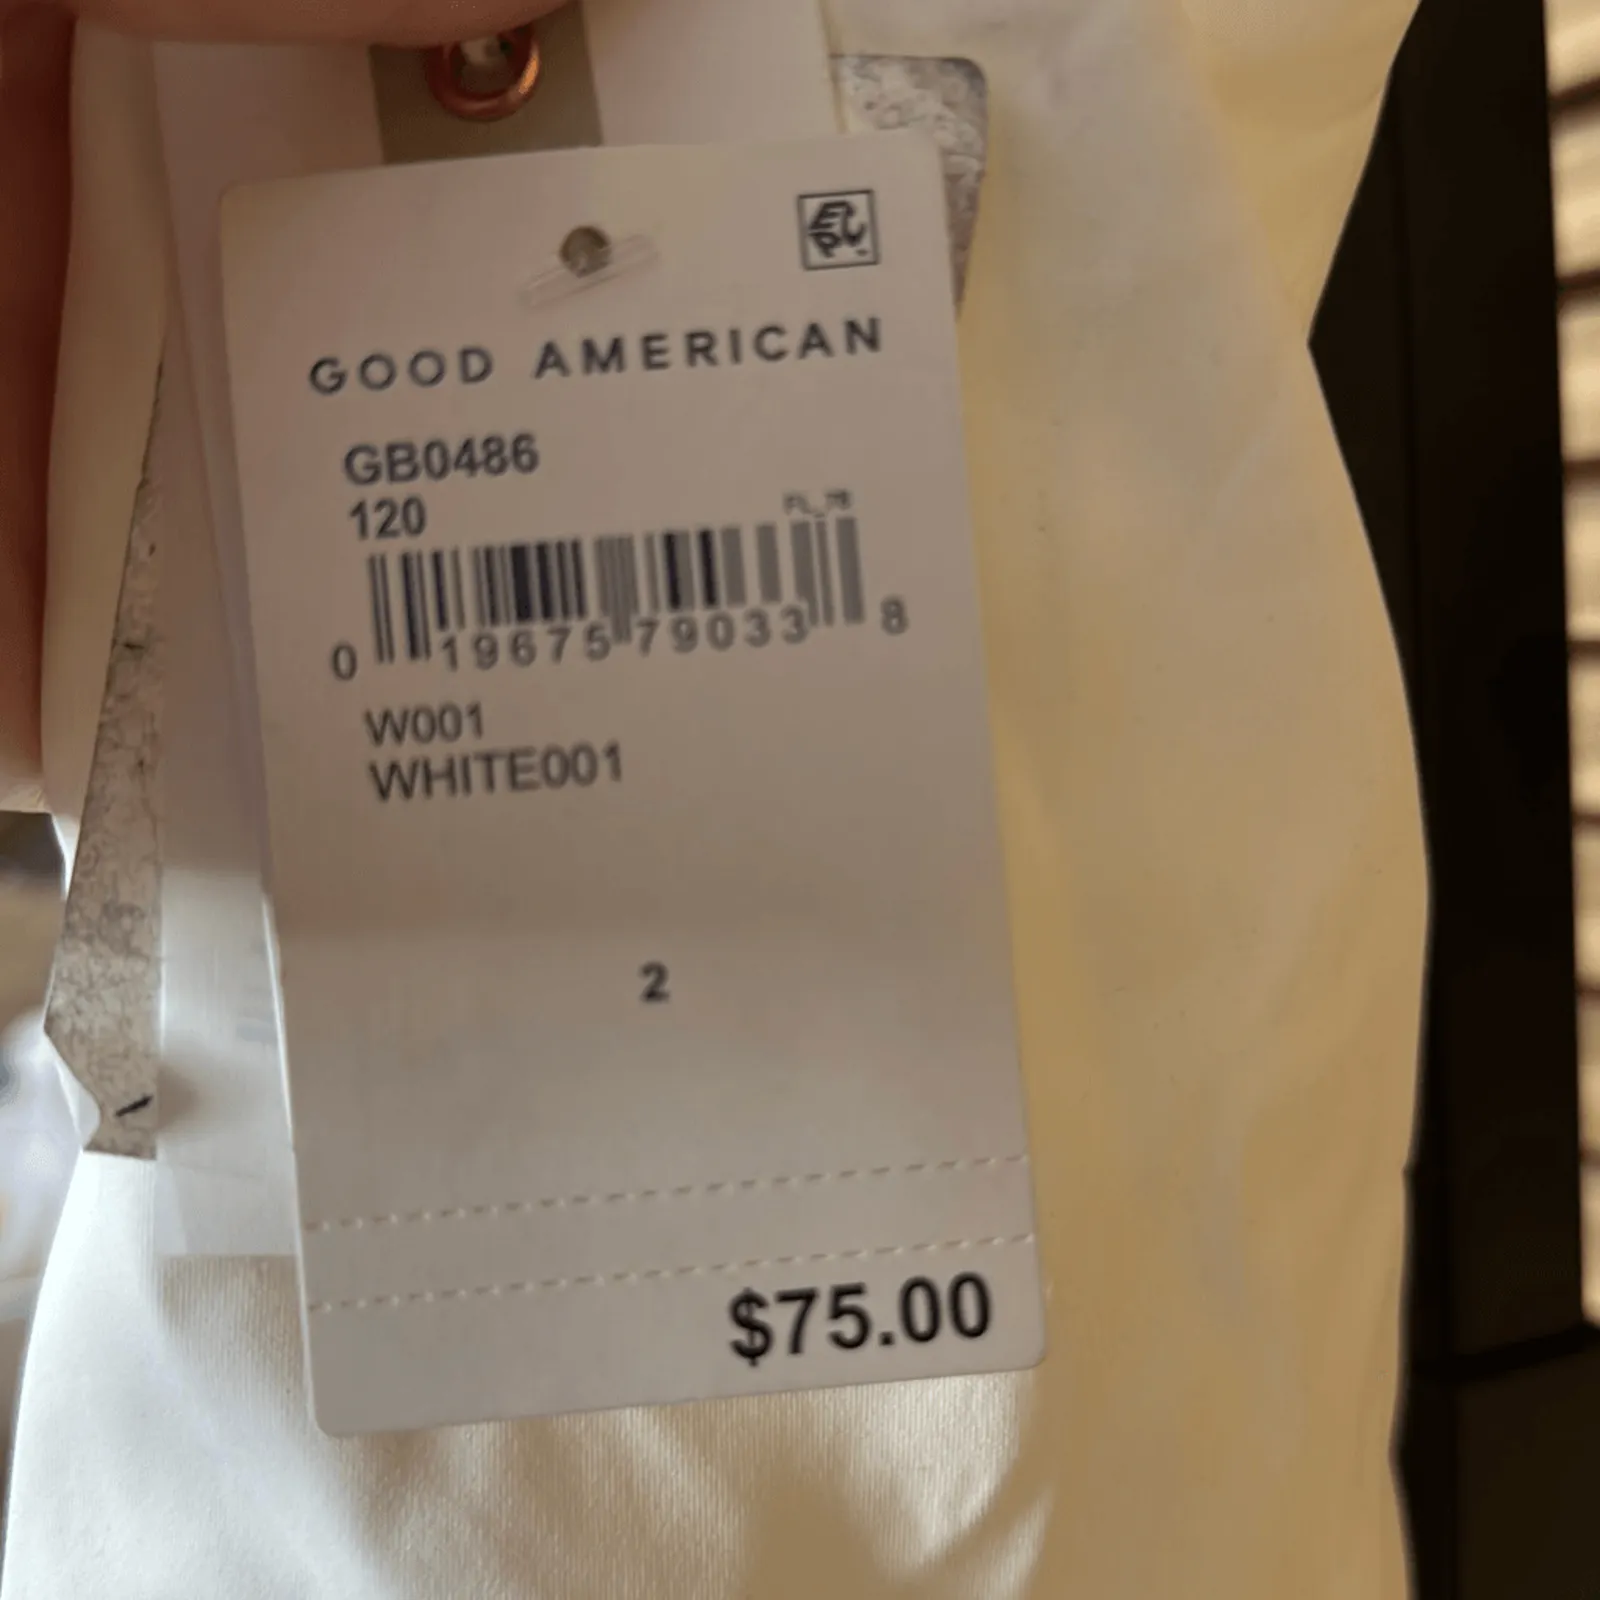 GOOD AMERICAN
GB0486
120
0 19675 79033 8
W001
WHITE001
2
$75.00